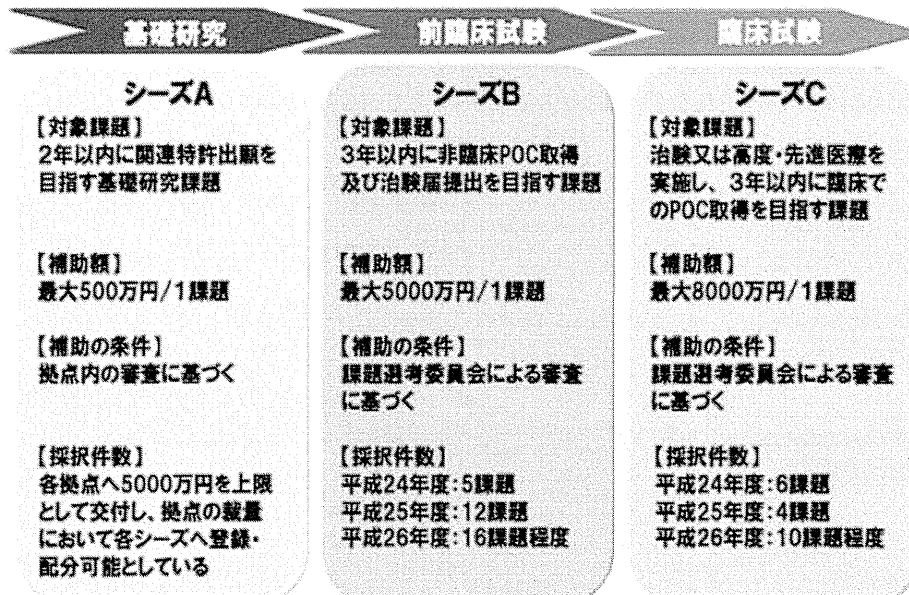 基礎研究
前臨床試験
臨床試験
シーズA
【対象課題】
2年以内に関連特許出願を
目指す基礎研究課題
【補助額】
最大500万円/1課題
【補助の条件】
拠点内の審査に基づく
【採択件数】
各拠点へ5000万円を上限
として交付し、拠点の裁量
において各シーズへ登録・
配分可能としている
シーズB
【対象課題】
3年以内に非臨床POC取得
及び治験届提出を目指す課題
【補助額】
最大5000万円/1課題
【補助の条件】
課題選考委員会による審査
に基づく
【採択件数】
平成24年度:5課題
平成25年度:12課題
平成26年度:16課題程度
シーズC
【対象課題】
治験又は高度・先進医療を
実施し、3年以内に臨床で
のPOC取得を目指す課題
【補助額】
最大8000万円/1課題
【補助の条件】
課題選考委員会による審査
に基づく
【採択件数】
平成24年度:6課題
平成25年度:4課題
平成26年度:10課題程度